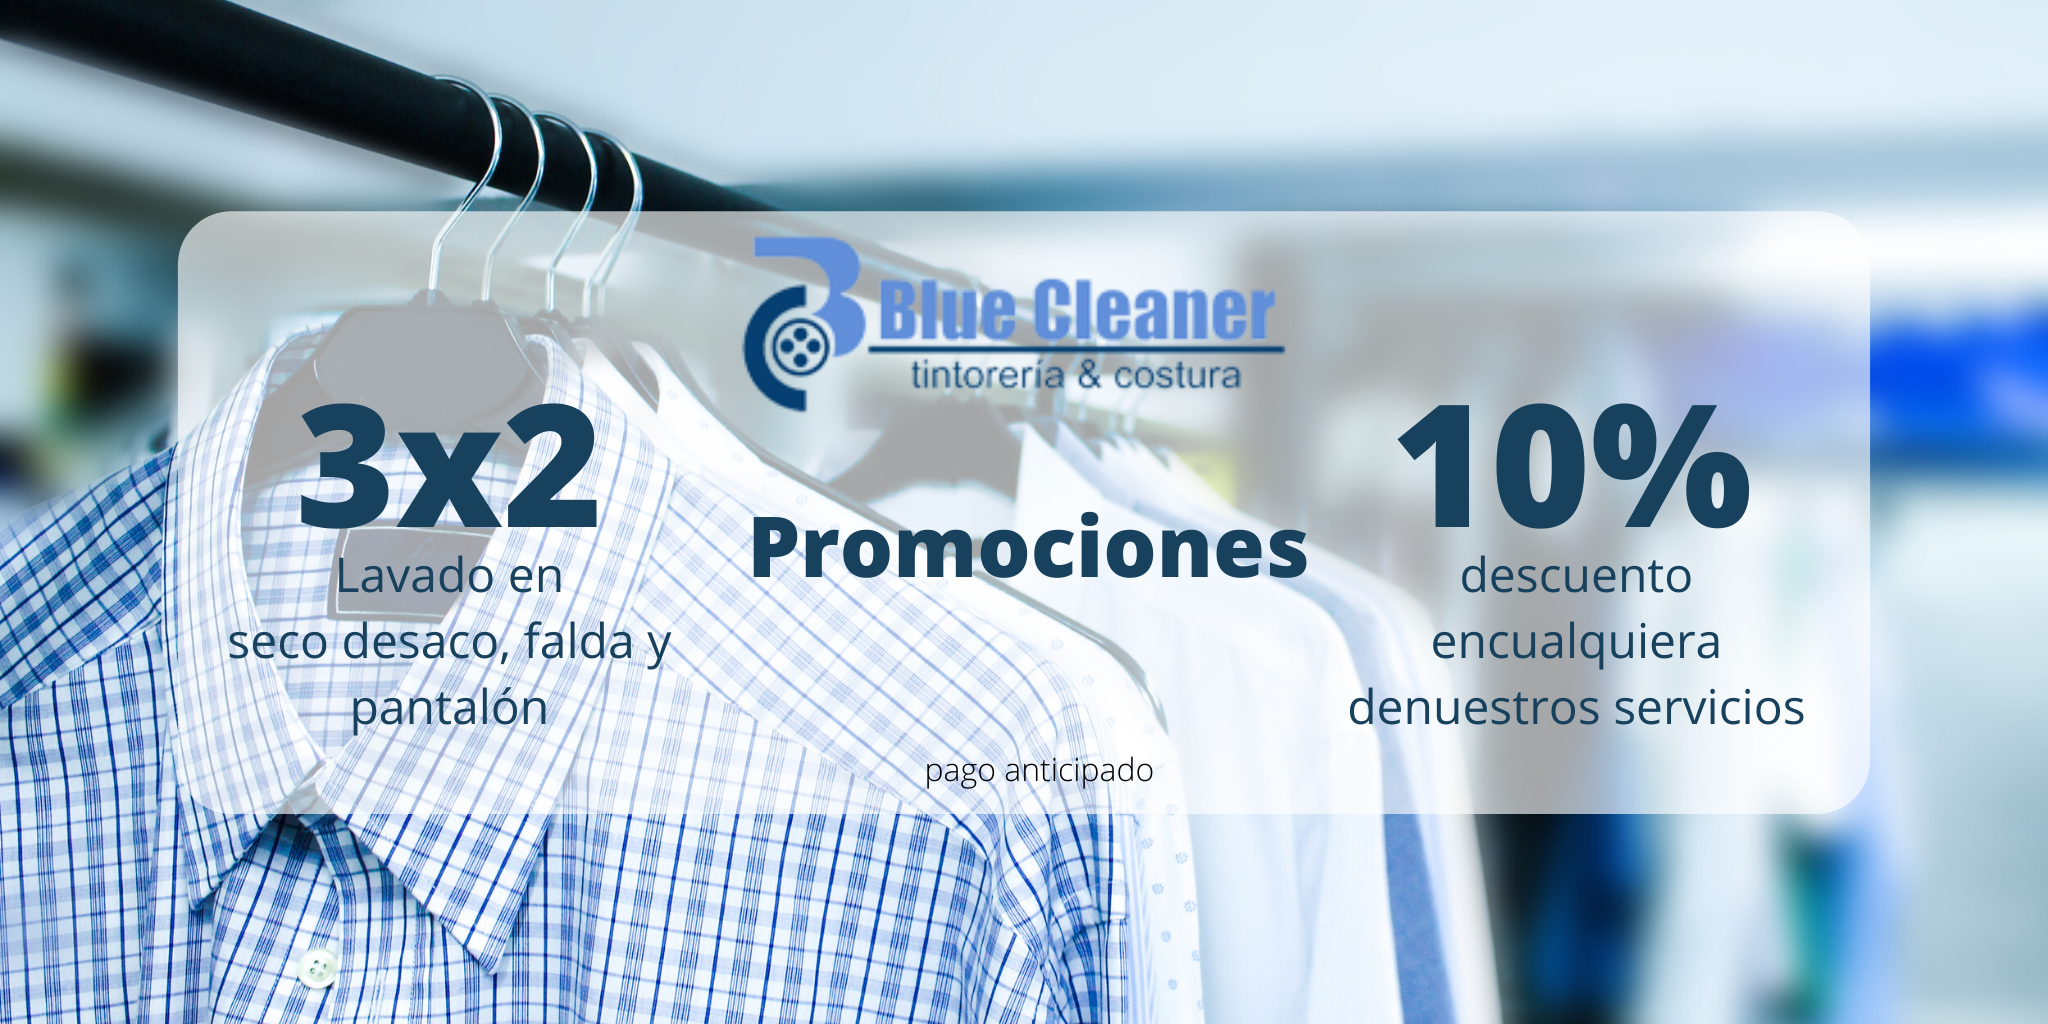 Blue Cleaner
tintorería & costura
3x2
Lavado en
seco desaco, falda y
pantalón
Promociones
10%
descuento
encualquiera
denuestros servicios
pago anticipado